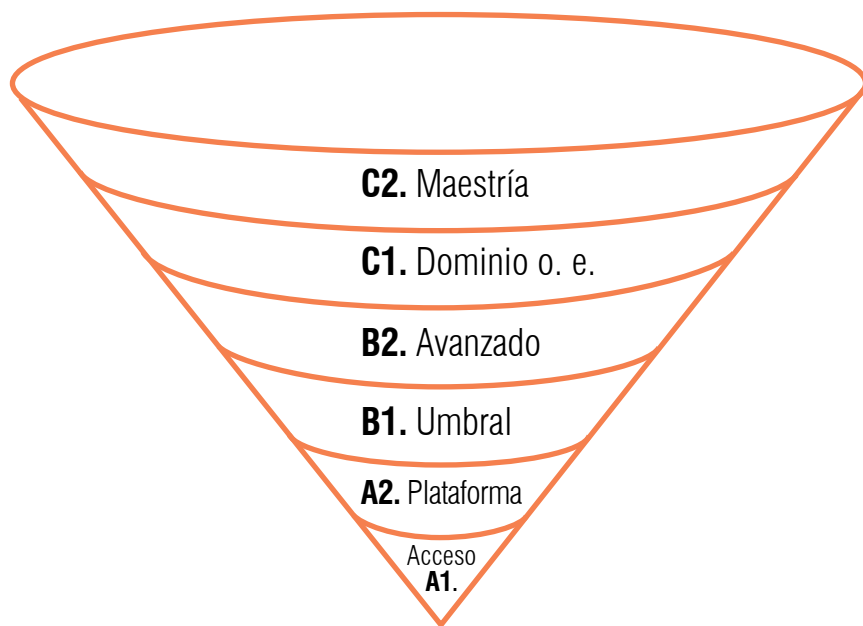 C2. Maestría
C1. Dominio o. e.
B2. Avanzado
B1. Umbral
A2. Plataforma
Acceso
A1.